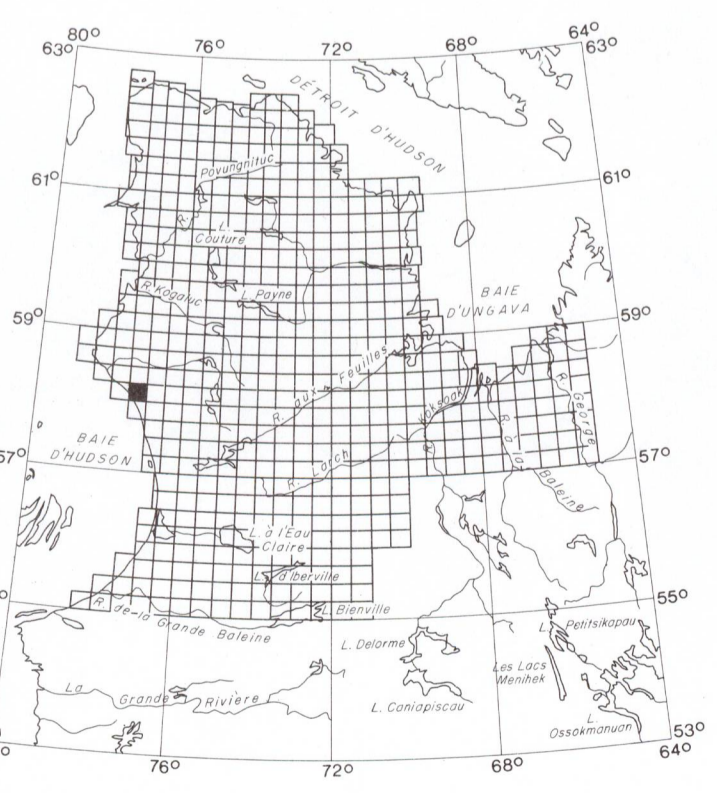 80° 76° 72° 68° 64°
63° 63°
DÉTROIT D'HUDSON
Povungnituc
61° 61°
R.
L.
Couture
R. Kogaluc
L. Payne
BAIE
D'UNGAVA
59° 59°
R. aux Feuilles
Koksoak
R. George
BAIE
D'HUDSON
57° 57°
R. Larch
R. à la
Baleine
L. à l'Eau
Claire
L. d'Iberville
55°
R. de-la Grande Baleine
L. Bienville
L. Delorme
L. Petitsikapau
Les Lacs
Menihek
La Grande Rivière
L. Caniapiscau
L.
Ossokmanuan
53°
76° 72° 68° 64°